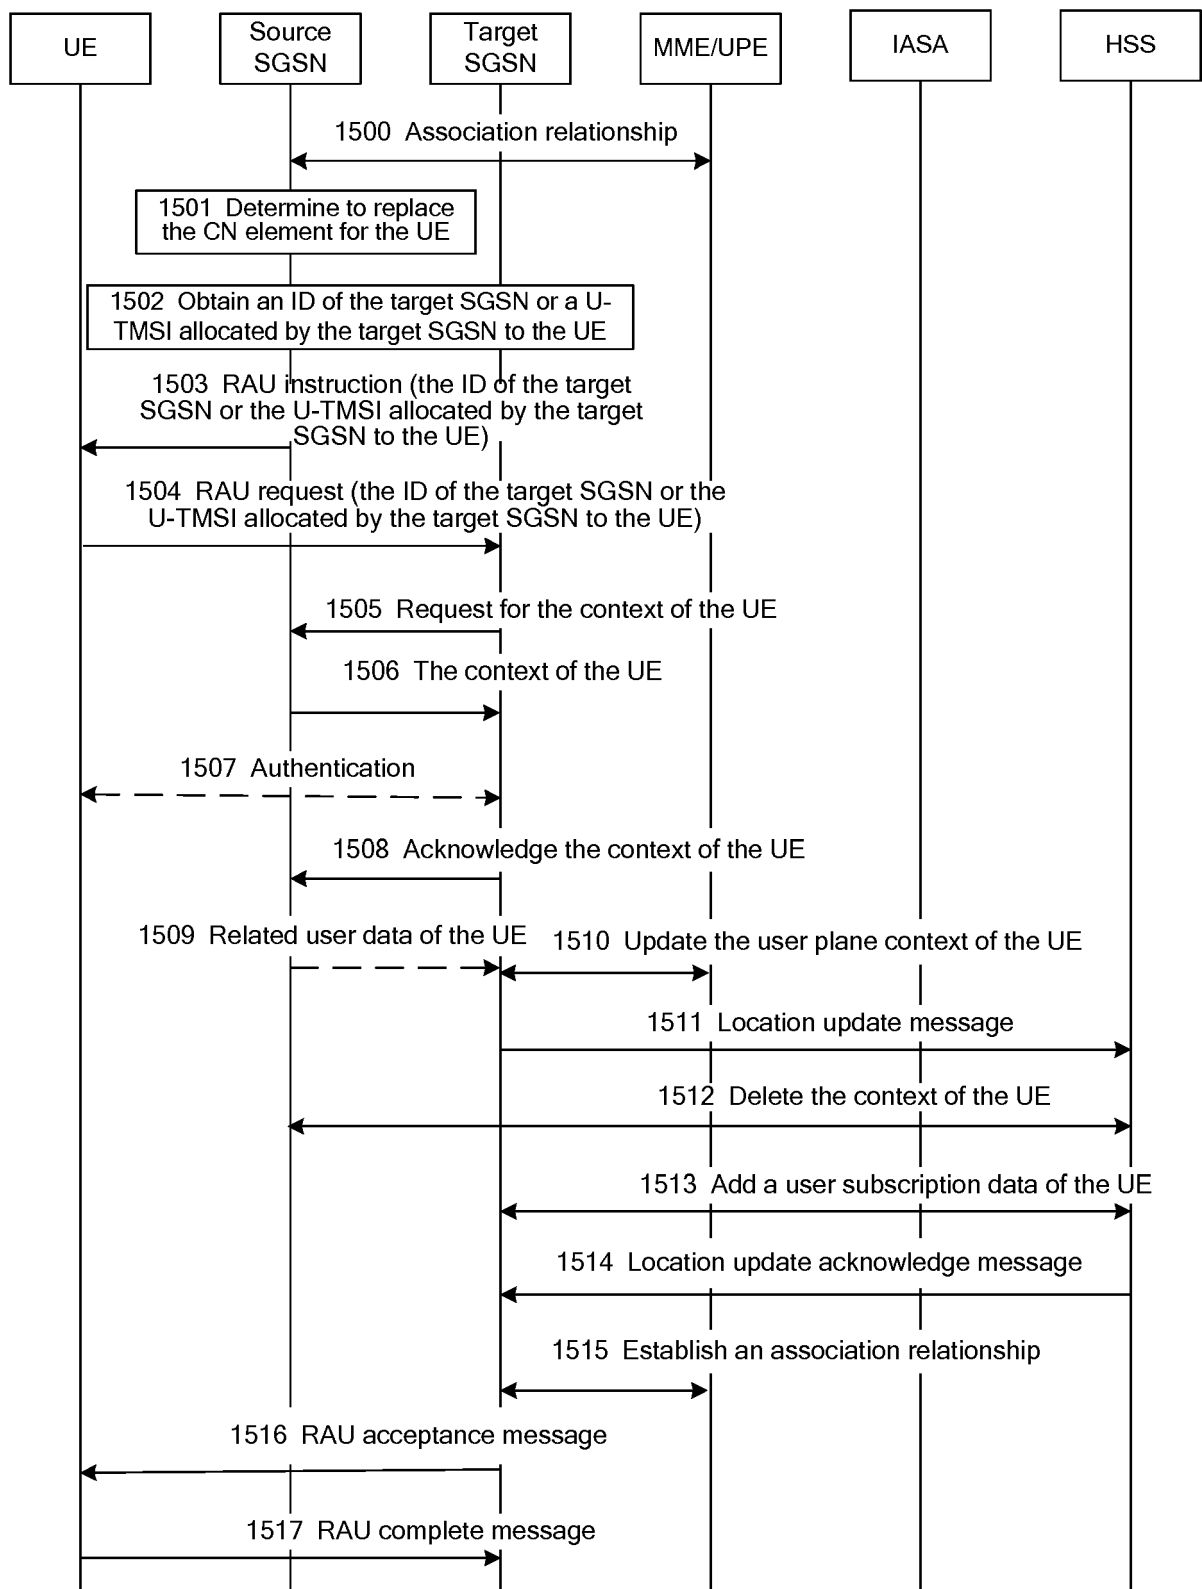 UE
Source
SGSN
Target
SGSN
MME/UPE
IASA
HSS
1500 Association relationship
1501 Determine to replace
the CN element for the UE
1502 Obtain an ID of the target SGSN or a U-
TMSI allocated by the target SGSN to the UE
1503 RAU instruction (the ID of the target
SGSN or the U-TMSI allocated by the target
SGSN to the UE)
1504 RAU request (the ID of the target SGSN or the
U-TMSI allocated by the target SGSN to the UE)
1505 Request for the context of the UE
1506 The context of the UE
1507 Authentication
1508 Acknowledge the context of the UE
1509 Related user data of the UE
1510 Update the user plane context of the UE
1511 Location update message
1512 Delete the context of the UE
1513 Add a user subscription data of the UE
1514 Location update acknowledge message
1515 Establish an association relationship
1516 RAU acceptance message
1517 RAU complete message